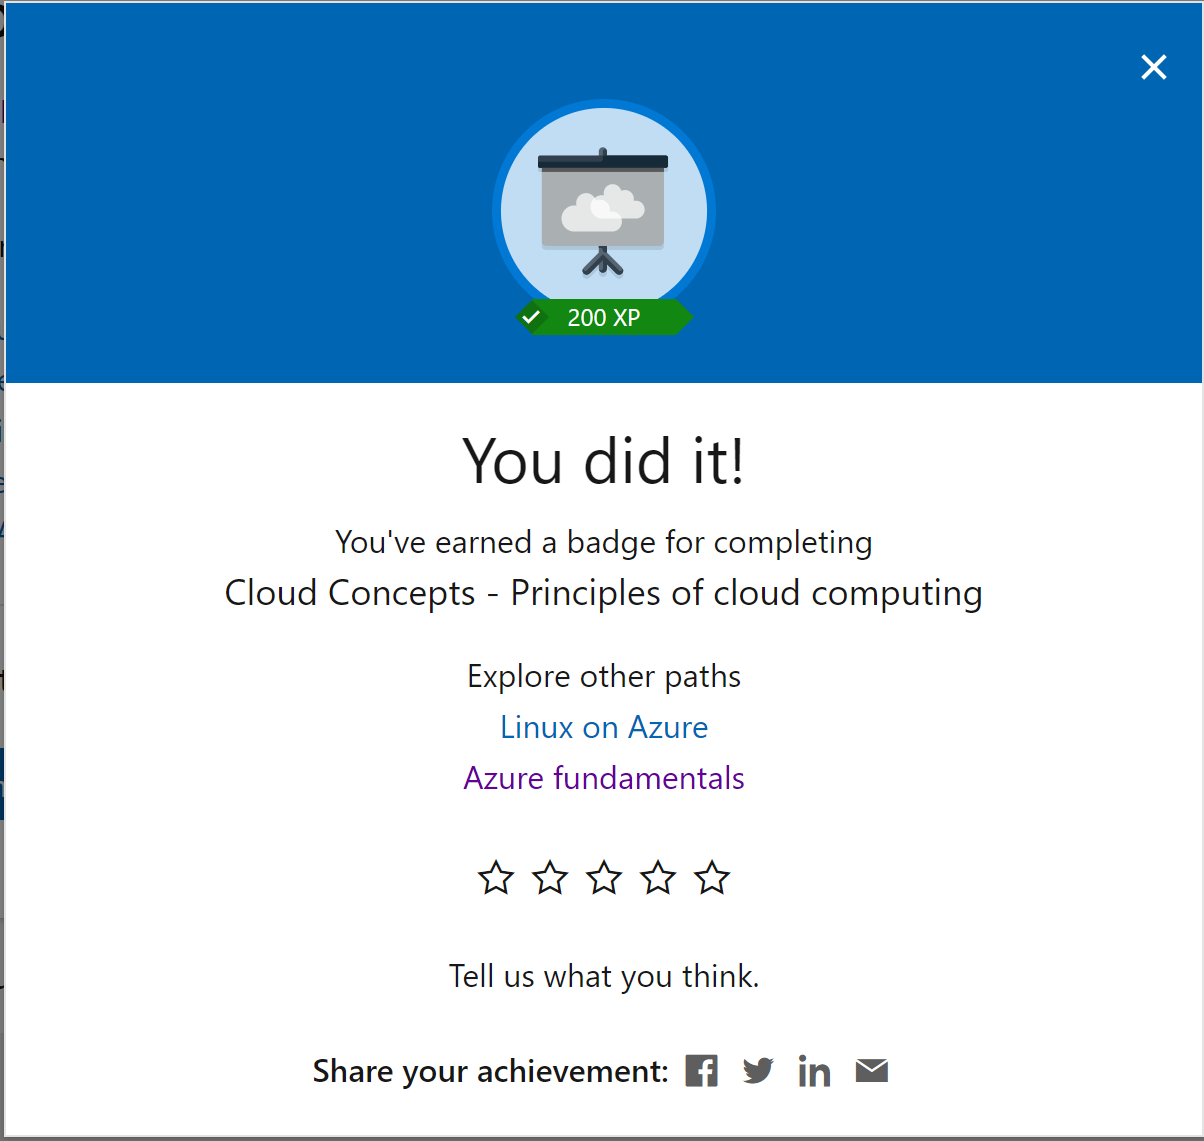 200 XP
You did it!
You've earned a badge for completing
Cloud Concepts - Principles of cloud computing
Explore other paths
Linux on Azure
Azure fundamentals
Tell us what you think.
Share your achievement: